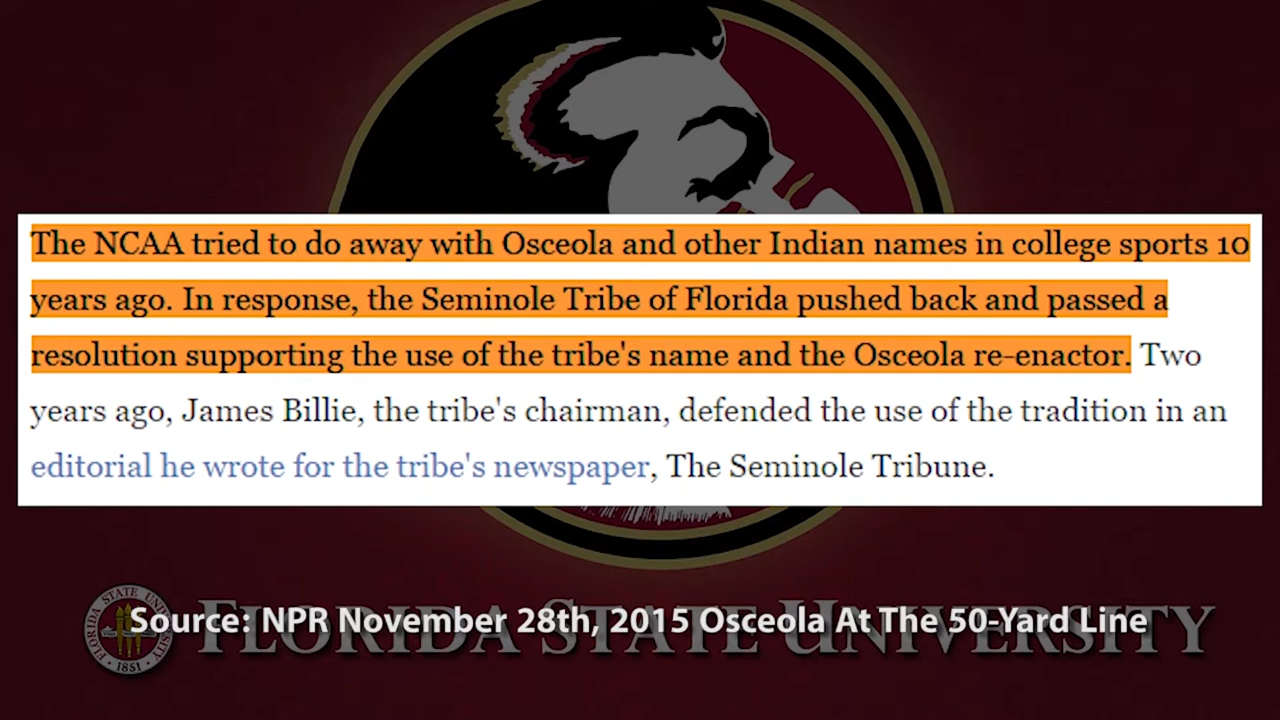 The NCAA tried to do away with Osceola and other Indian names in college sports 10
years ago. In response, the Seminole Tribe of Florida pushed back and passed a
resolution supporting the use of the tribe's name and the Osceola re-enactor. Two
years ago, James Billie, the tribe's chairman, defended the use of the tradition in an
editorial he wrote for the tribe's newspaper, The Seminole Tribune.
FLORIDA STATE UNIVERSITY
1851
FLORIDA STATE UNIVERSITY
Source: NPR November 28th, 2015 Osceola At The 50-Yard Line